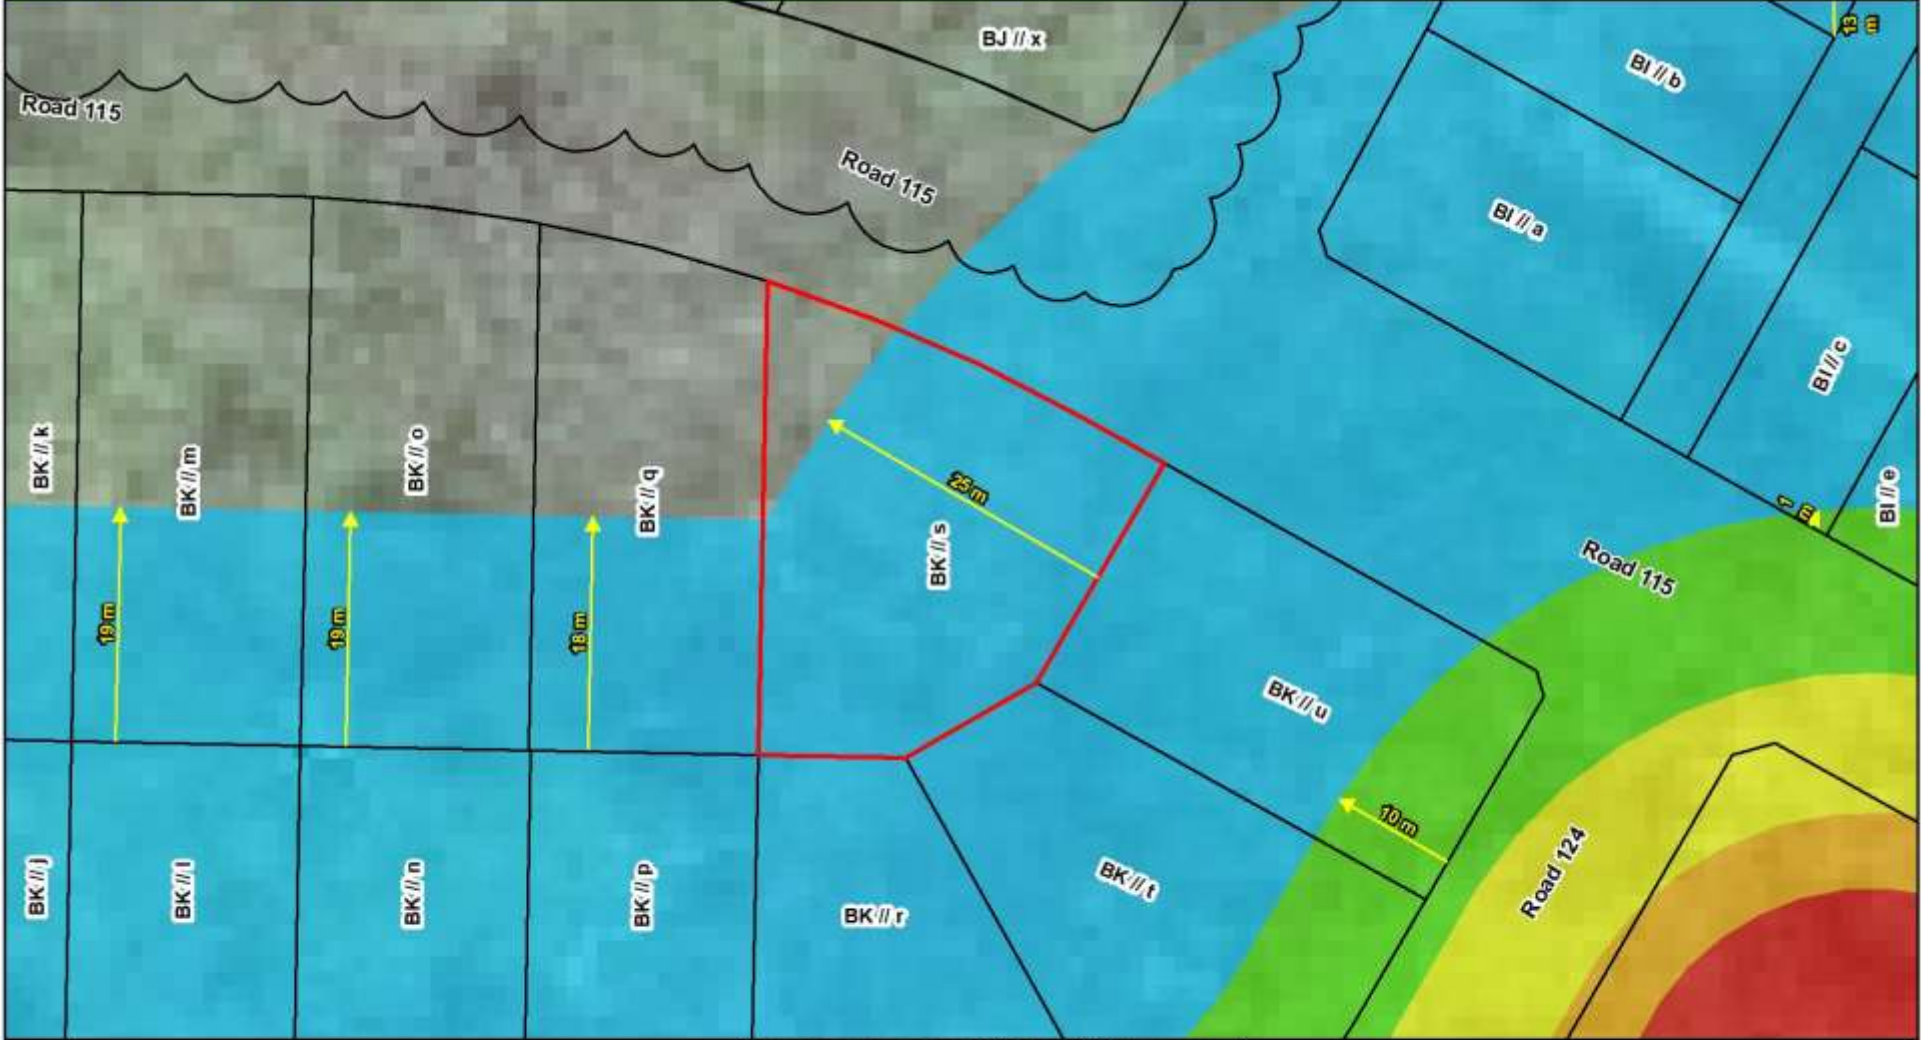 BJ // x
13
m
BI // b
Road 115
Road 115
BI // a
BI // c
BK // k
BK // m
BK // o
BK // q
25 m
BK // s
1
m
BI // e
Road 115
19 m
19 m
18 m
BK // u
10 m
Road 124
BK // j
BK // l
BK // n
BK // p
BK // r
BK // t